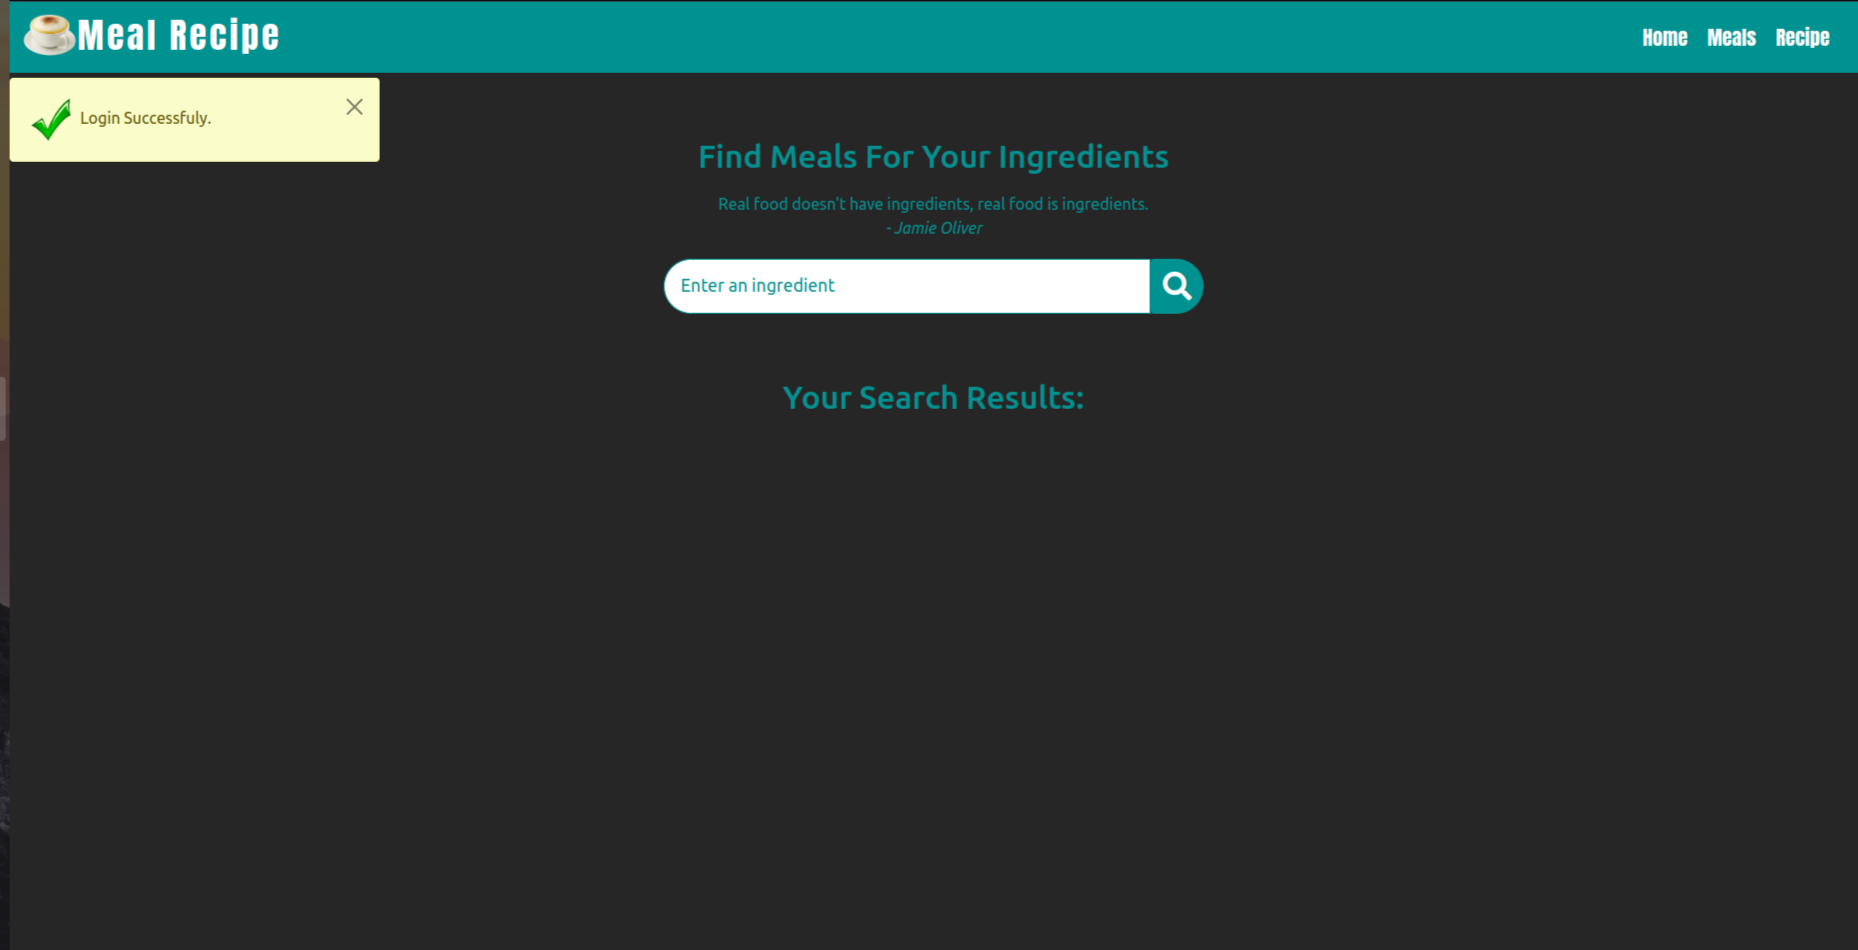 Meal Recipe
Home Meals Recipe
Login Successfuly.
Find Meals For Your Ingredients
Real food doesn't have ingredients, real food is ingredients.
- Jamie Oliver
Enter an ingredient
Your Search Results: